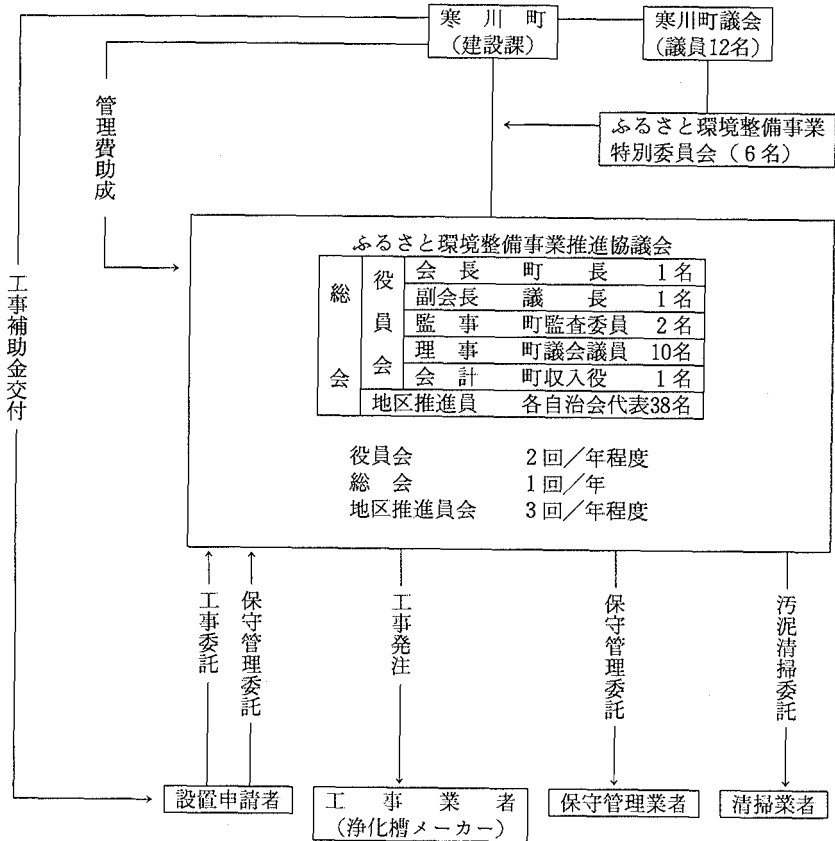 寒川町
(建設課)
寒川町議会
(議員12名)
ふるさと環境整備事業
特別委員会（6名）
管理費助成
工事補助金交付
ふるさと環境整備事業推進協議会
総会
役員会
会長 町長 1名
副会長 議長 1名
監事 町監査委員 2名
理事 町議会議員 10名
会計 町収入役 1名
地区推進員 各自治会代表38名
役員会 2回／年程度
総会 1回／年
地区推進員会 3回／年程度
工事委託
保守管理委託
工事発注
保守管理委託
汚泥清掃委託
設置申請者
工事業者
(浄化槽メーカー)
保守管理業者
清掃業者